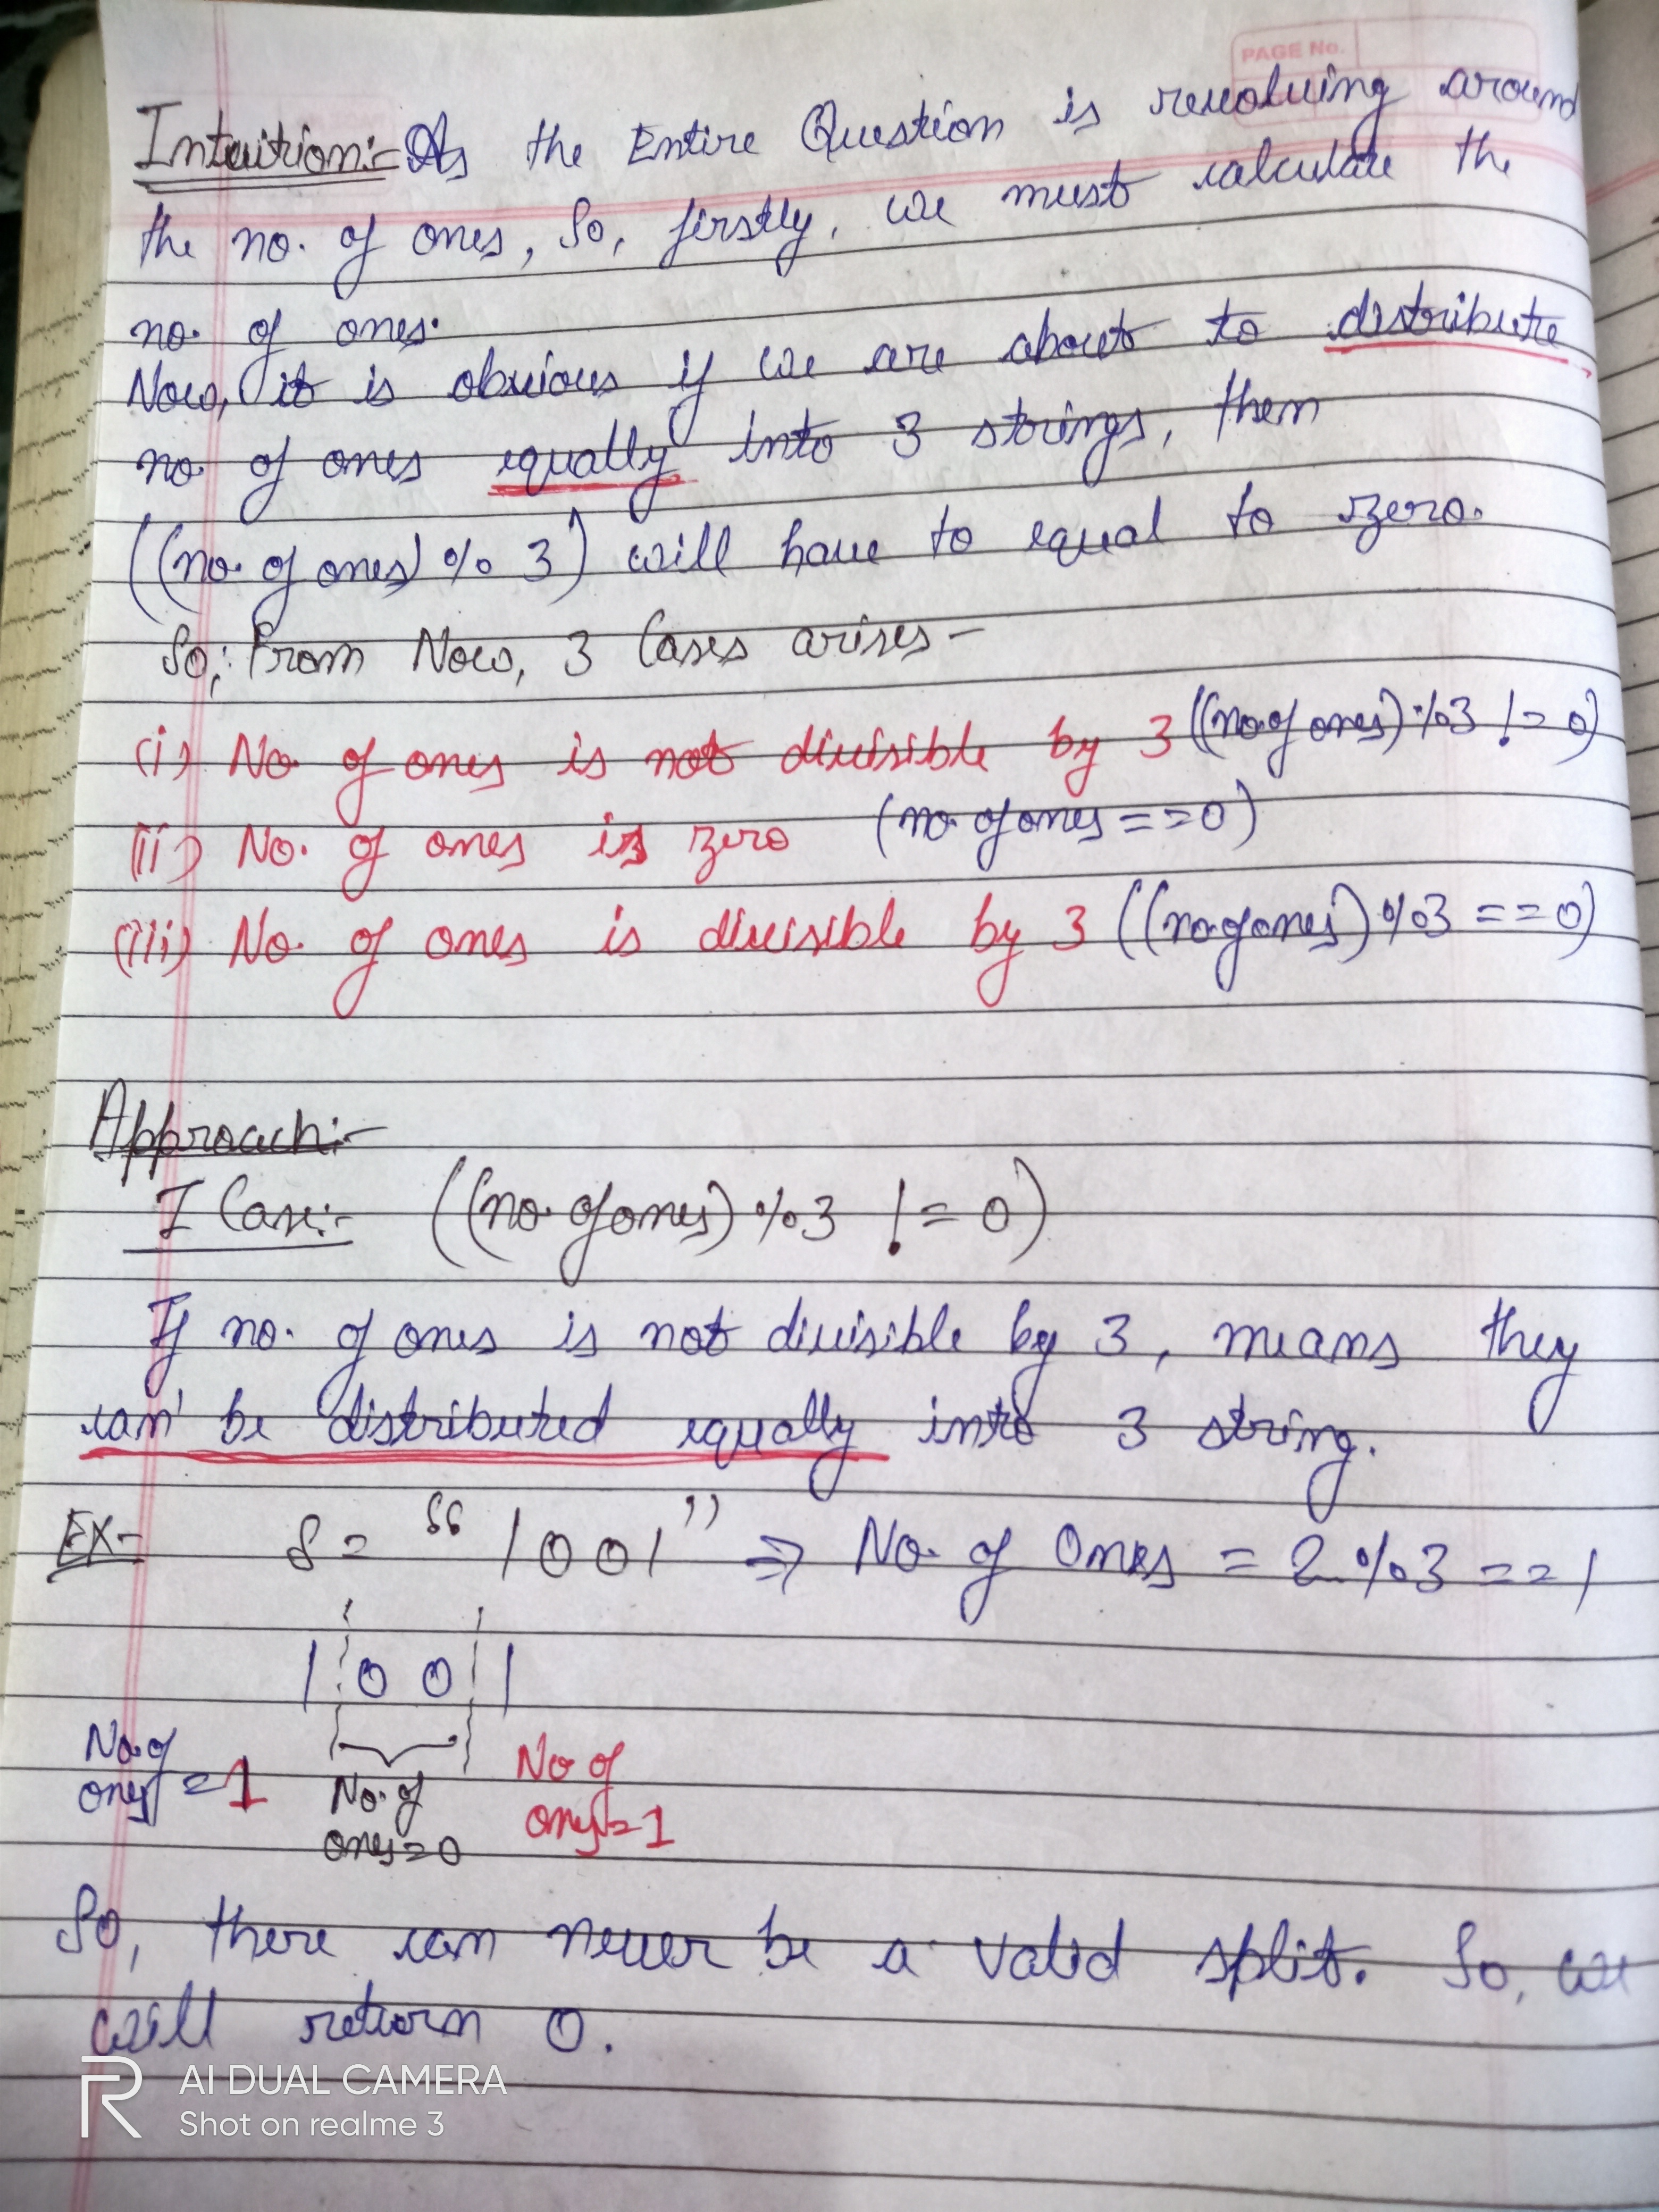 PAGE No.
Intuition:- As the Entire Question is revolving around
the no. of ones, So, firstly, we must calculate the
no. of ones.
Now, it is obvious if we are about to distribute
no. of ones equally into 3 strings, then
((no. of ones) % 3) will have to equal to zero.
So, From Now, 3 Cases arises -
(i) No. of ones is not divisible by 3 ((no of ones) % 3 != 0)
(ii) No. of ones is zero (no. of ones == 0)
(iii) No. of ones is divisible by 3 ((no of ones) % 3 == 0)
Approach:-
I Case:- ((no. of ones) % 3 != 0)
If no. of ones is not divisible by 3, means they
can' be distributed equally into 3 string.
EX- S = "1001" ⇒ No. of Ones = 2 % 3 == 1
1 0 0 1
No. of ones = 1 No. of ones = 0 No of ones = 1
So, there can never be a valid split. So, we
will return 0.
R AI DUAL CAMERA
Shot on realme 3